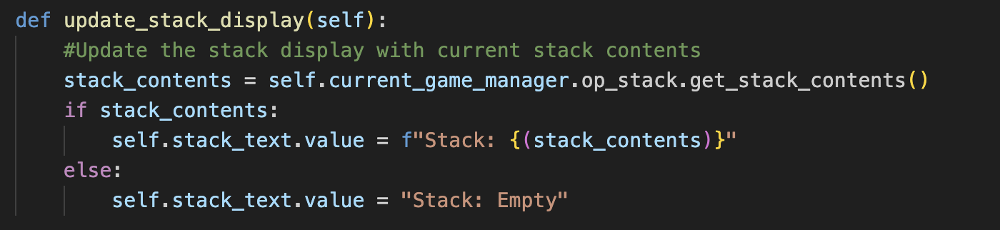 def update_stack_display(self):
    #Update the stack display with current stack contents
    stack_contents = self.current_game_manager.op_stack.get_stack_contents()
    if stack_contents:
        self.stack_text.value = f"Stack: {(stack_contents)}"
    else:
        self.stack_text.value = "Stack: Empty"